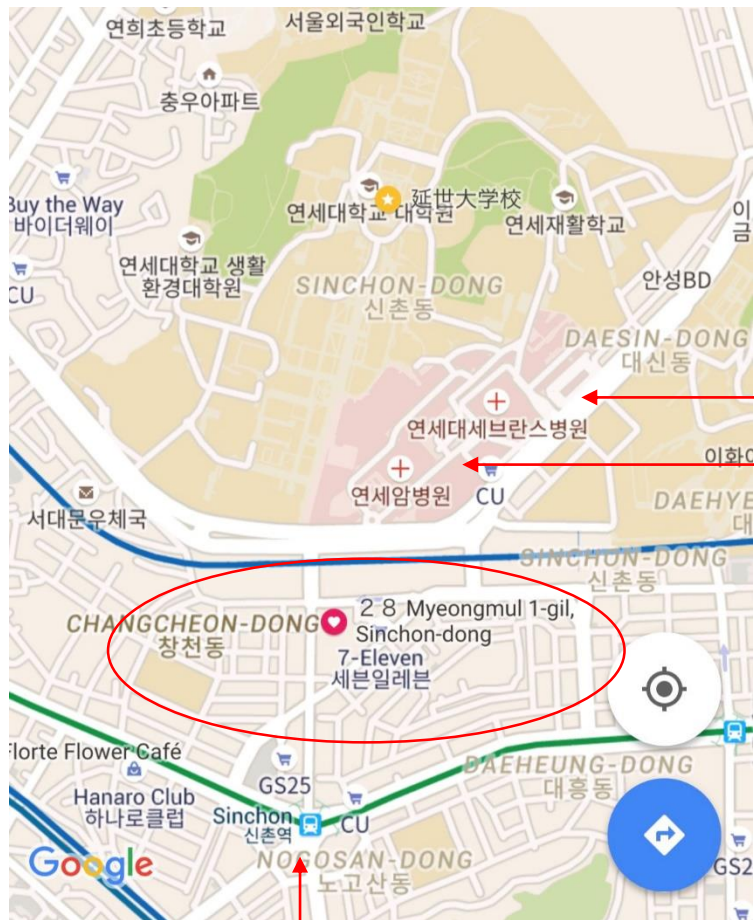 연희초등학교
서울외국인학교
충우아파트
Buy the Way
바이더웨이
CU
연세대학교 대학원
延世大学校
연세재활학교
이
금
연세대학교 생활
환경대학원
SINCHON-DONG
신촌동
안성BD
DAESIN-DONG
대신동
연세대세브란스병원
이화여
연세암병원
CU
서대문우체국
DAEHYE
대
SINCHON-DONG
신촌동
CHANGCHEON-DONG
창천동
28 Myeongmul 1-gil,
Sinchon-dong
7-Eleven
세븐일레븐
Florte Flower Café
Hanaro Club
하나로클럽
GS25
Sinchon
신촌역
CU
DAEHEUNG-DONG
대흥동
NOGOSAN-DONG
노고산동
Google
GS2